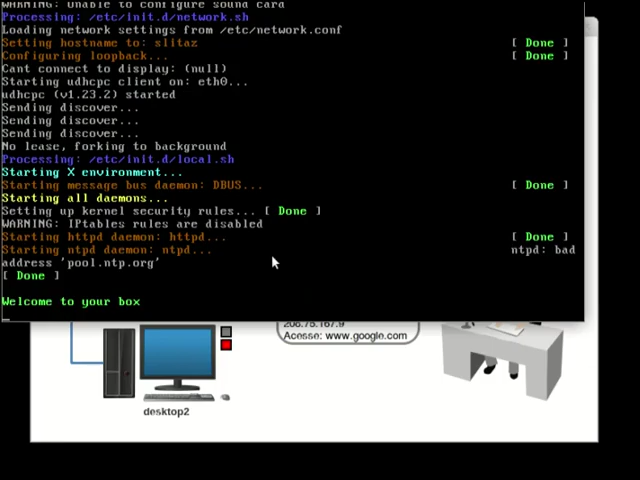 WARNING: Unable to configure sound card
Processing: /etc/init.d/network.sh
Loading network settings from /etc/network.conf
Setting hostname to: slitaz [ Done ]
Configuring loopback... [ Done ]
Cant connect to display: (null)
Starting udhcpc client on: eth0...
udhcpc (v1.23.2) started
Sending discover...
Sending discover...
Sending discover...
No lease, forking to background
Processing: /etc/init.d/local.sh
Starting X environment...
Starting message bus daemon: DBUS... [ Done ]
Starting all daemons...
Setting up kernel security rules... [ Done ]
WARNING: IPtables rules are disabled
Starting httpd daemon: httpd... [ Done ]
Starting ntpd daemon: ntpd... ntpd: bad
address 'pool.ntp.org'
[ Done ]
Welcome to your box
208.75.167.9
Acesse: www.google.com
desktop2